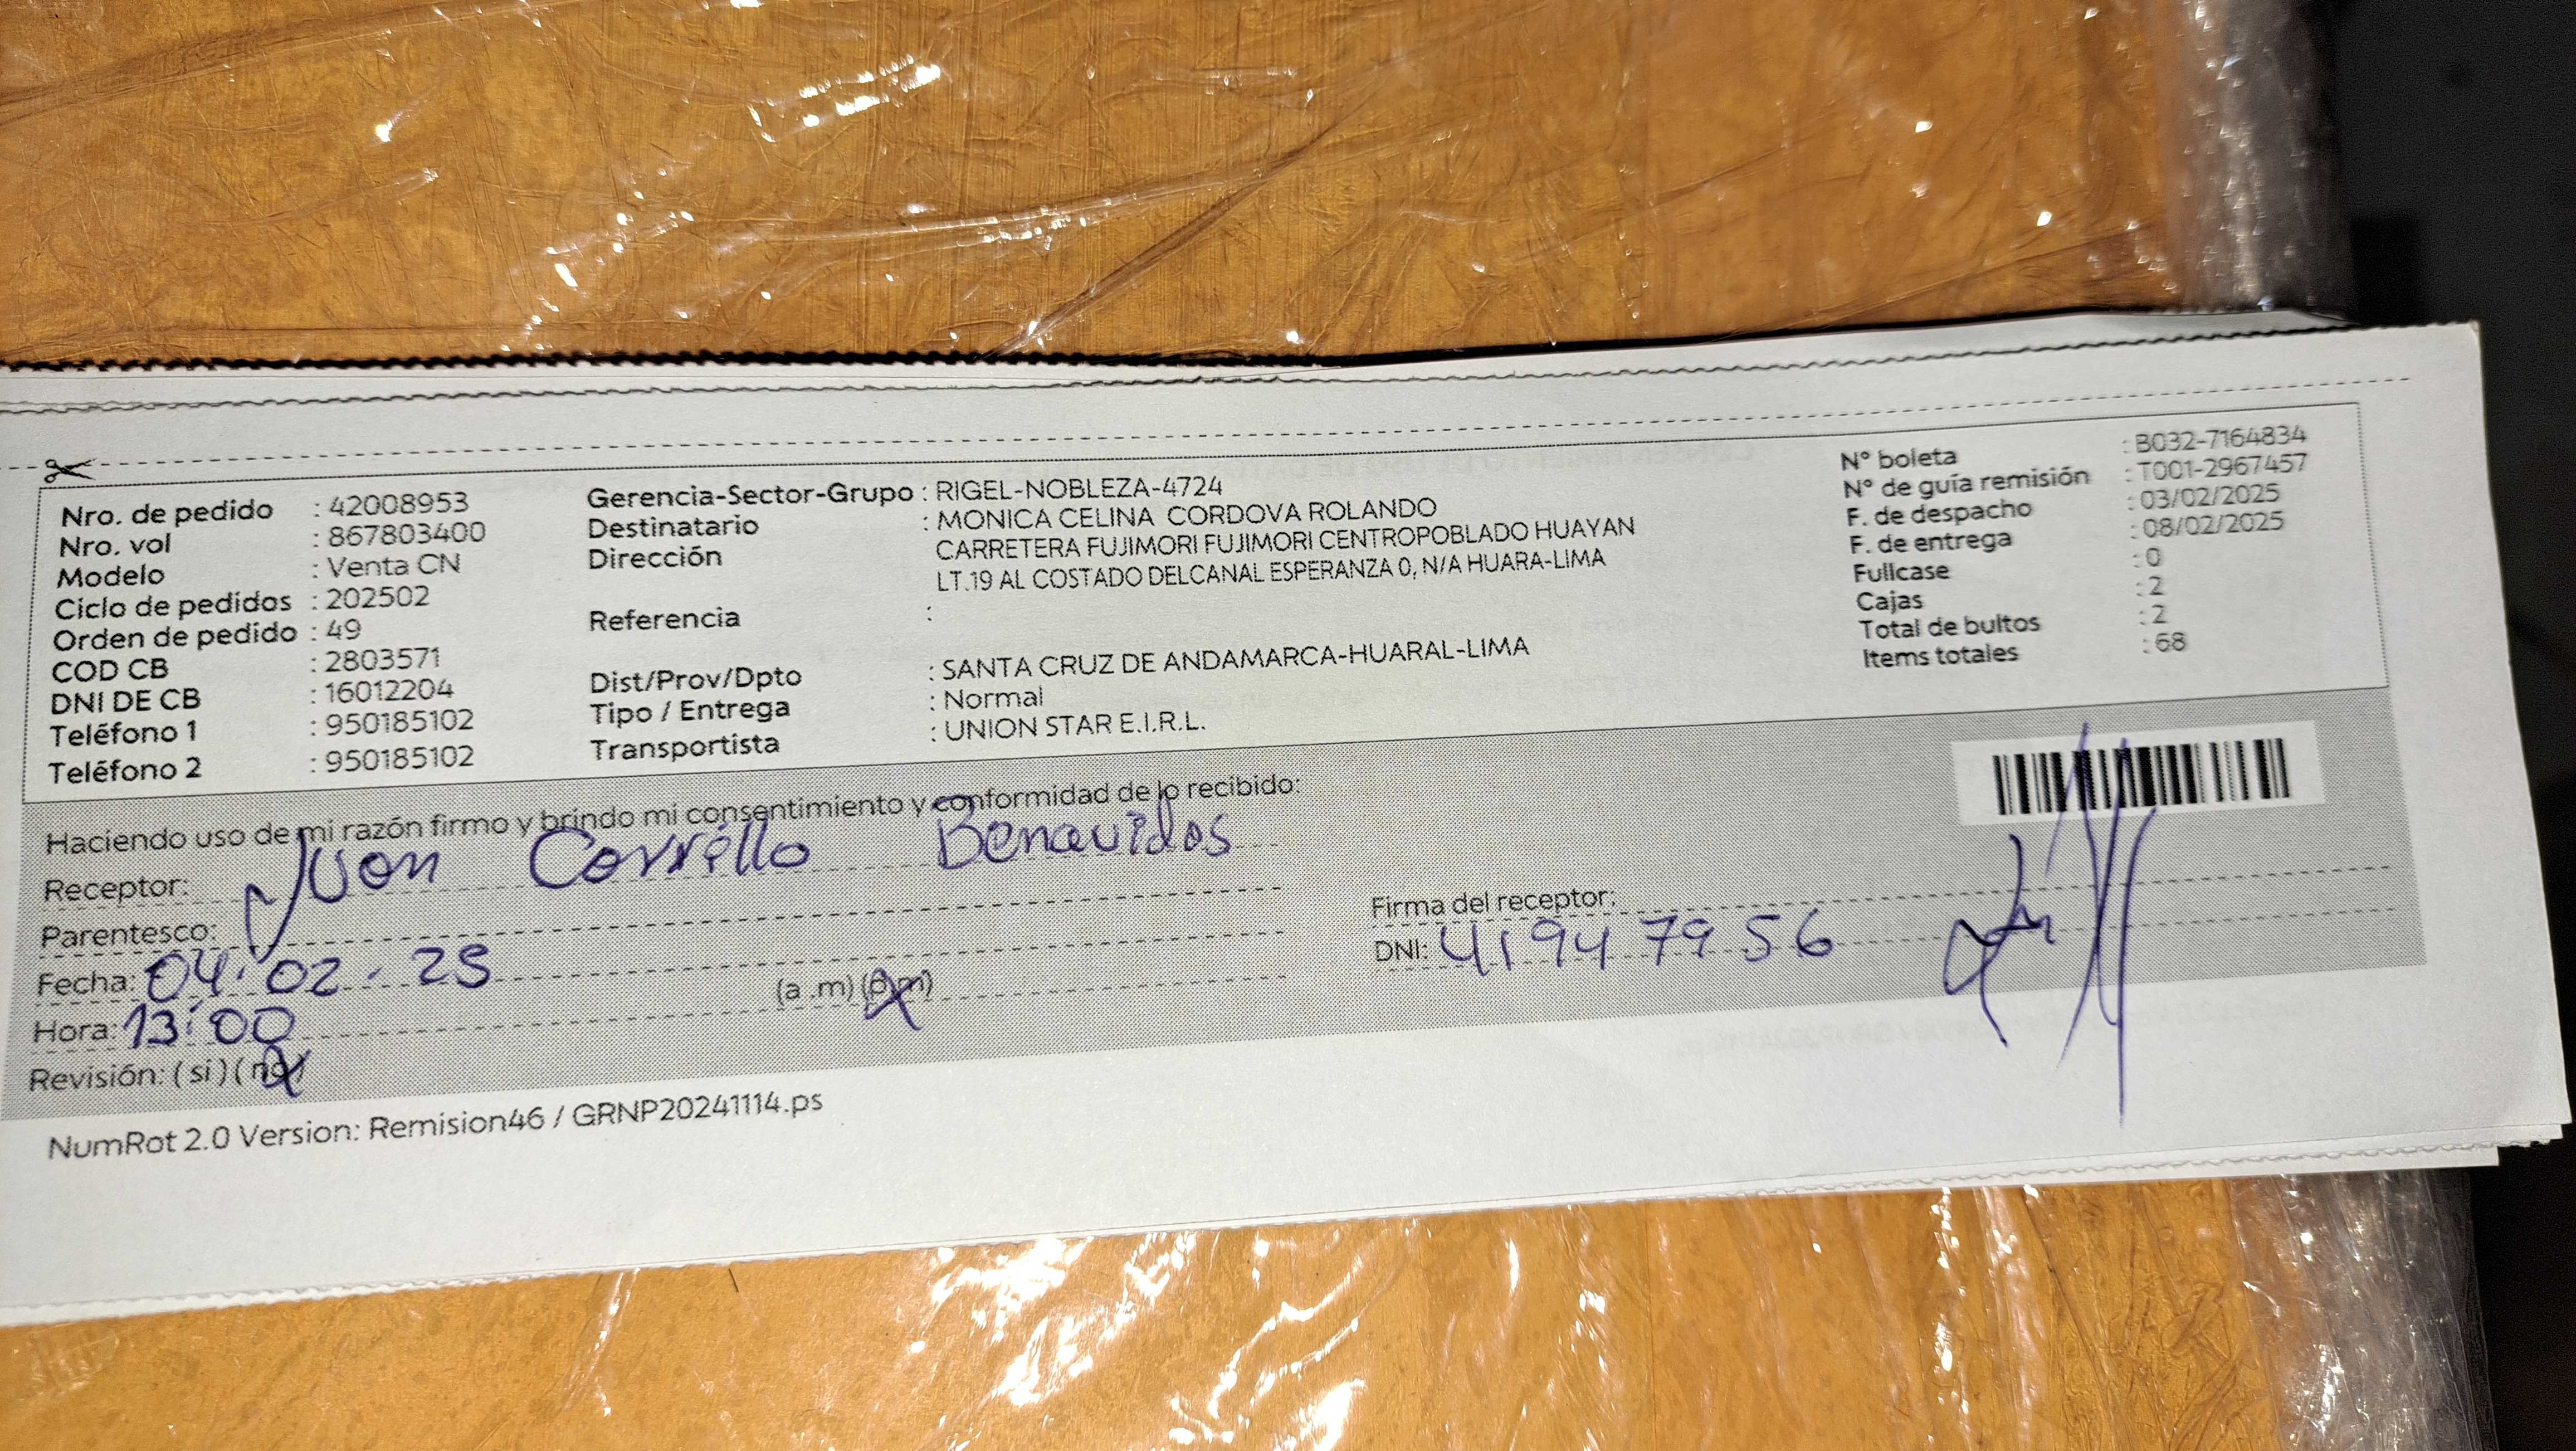 Nro. de pedido : 42008953
Nro. vol : 867803400
Modelo : Venta CN
Ciclo de pedidos : 202502
Orden de pedido : 49
COD CB : 2803571
DNI DE CB : 16012204
Teléfono 1 : 950185102
Teléfono 2 : 950185102
Gerencia-Sector-Grupo : RIGEL-NOBLEZA-4724
Destinatario : MONICA CELINA CORDOVA ROLANDO
Dirección CARRETERA FUJIMORI FUJIMORI CENTROPOBLADO HUAYAN
LT.19 AL COSTADO DELCANAL ESPERANZA 0, N/A HUARA-LIMA
Referencia :
Dist/Prov/Dpto : SANTA CRUZ DE ANDAMARCA-HUARAL-LIMA
Tipo / Entrega : Normal
Transportista : UNION STAR E.I.R.L.
N° boleta : B032-7164834
N° de guía remisión : T001-2967457
F. de despacho : 03/02/2025
F. de entrega : 08/02/2025
Fullcase : 0
Cajas : 2
Total de bultos : 2
Items totales : 68
Haciendo uso de mi razón firmo y brindo mi consentimiento y conformidad de lo recibido:
Receptor: Juan Carrillo Benavides
Parentesco:
Fecha: 04.02.25
Hora: 13:00 (a .m) (p.m)
Revisión: (si) (no)
Firma del receptor:
DNI: 41947956
NumRot 2.0 Version: Remision46 / GRNP20241114.ps